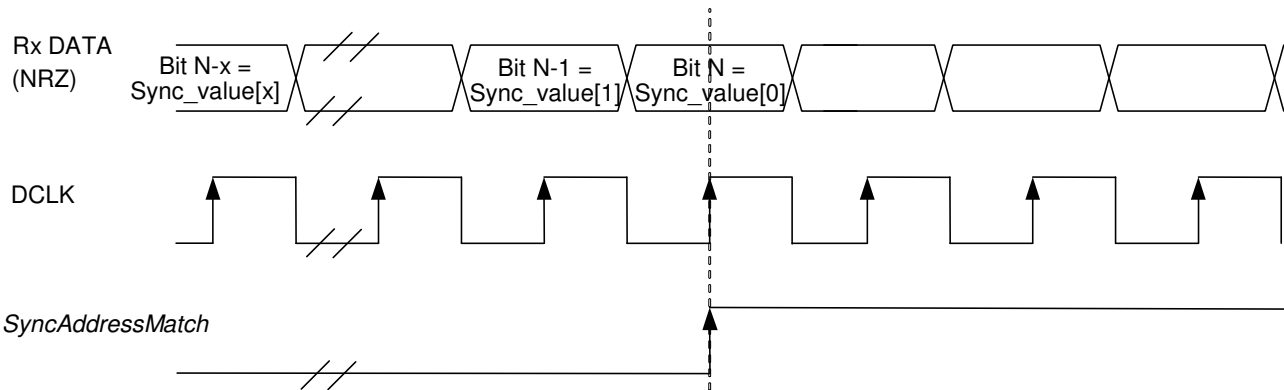 Rx DATA
(NRZ)
Bit N-x =
Sync_value[x]
Bit N-1 =
Sync_value[1]
Bit N =
Sync_value[0]
DCLK
SyncAddressMatch